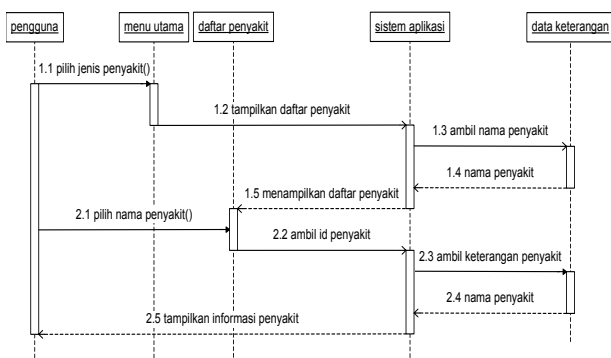 pengguna
menu utama
daftar penyakit
sistem aplikasi
data keterangan
1.1 pilih jenis penyakit()
1.2 tampilkan daftar penyakit
1.3 ambil nama penyakit
1.4 nama penyakit
1.5 menampilkan daftar penyakit
2.1 pilih nama penyakit()
2.2 ambil id penyakit
2.3 ambil keterangan penyakit
2.4 nama penyakit
2.5 tampilkan informasi penyakit